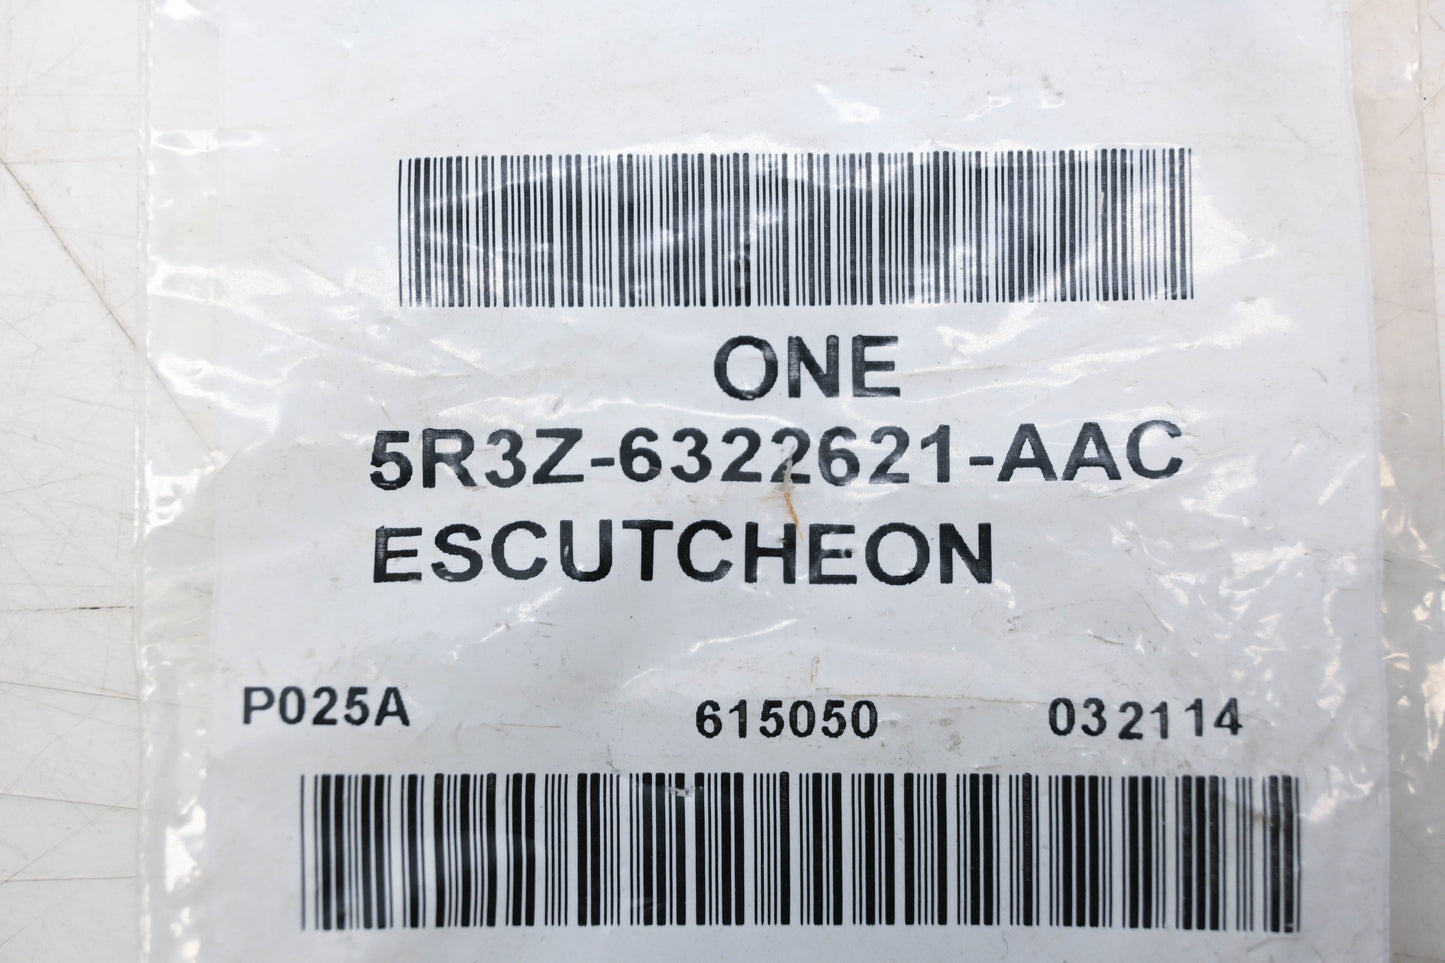 ONE
5R3Z-6322621-AAC
ESCUTCHEON
P025A 615050 032114